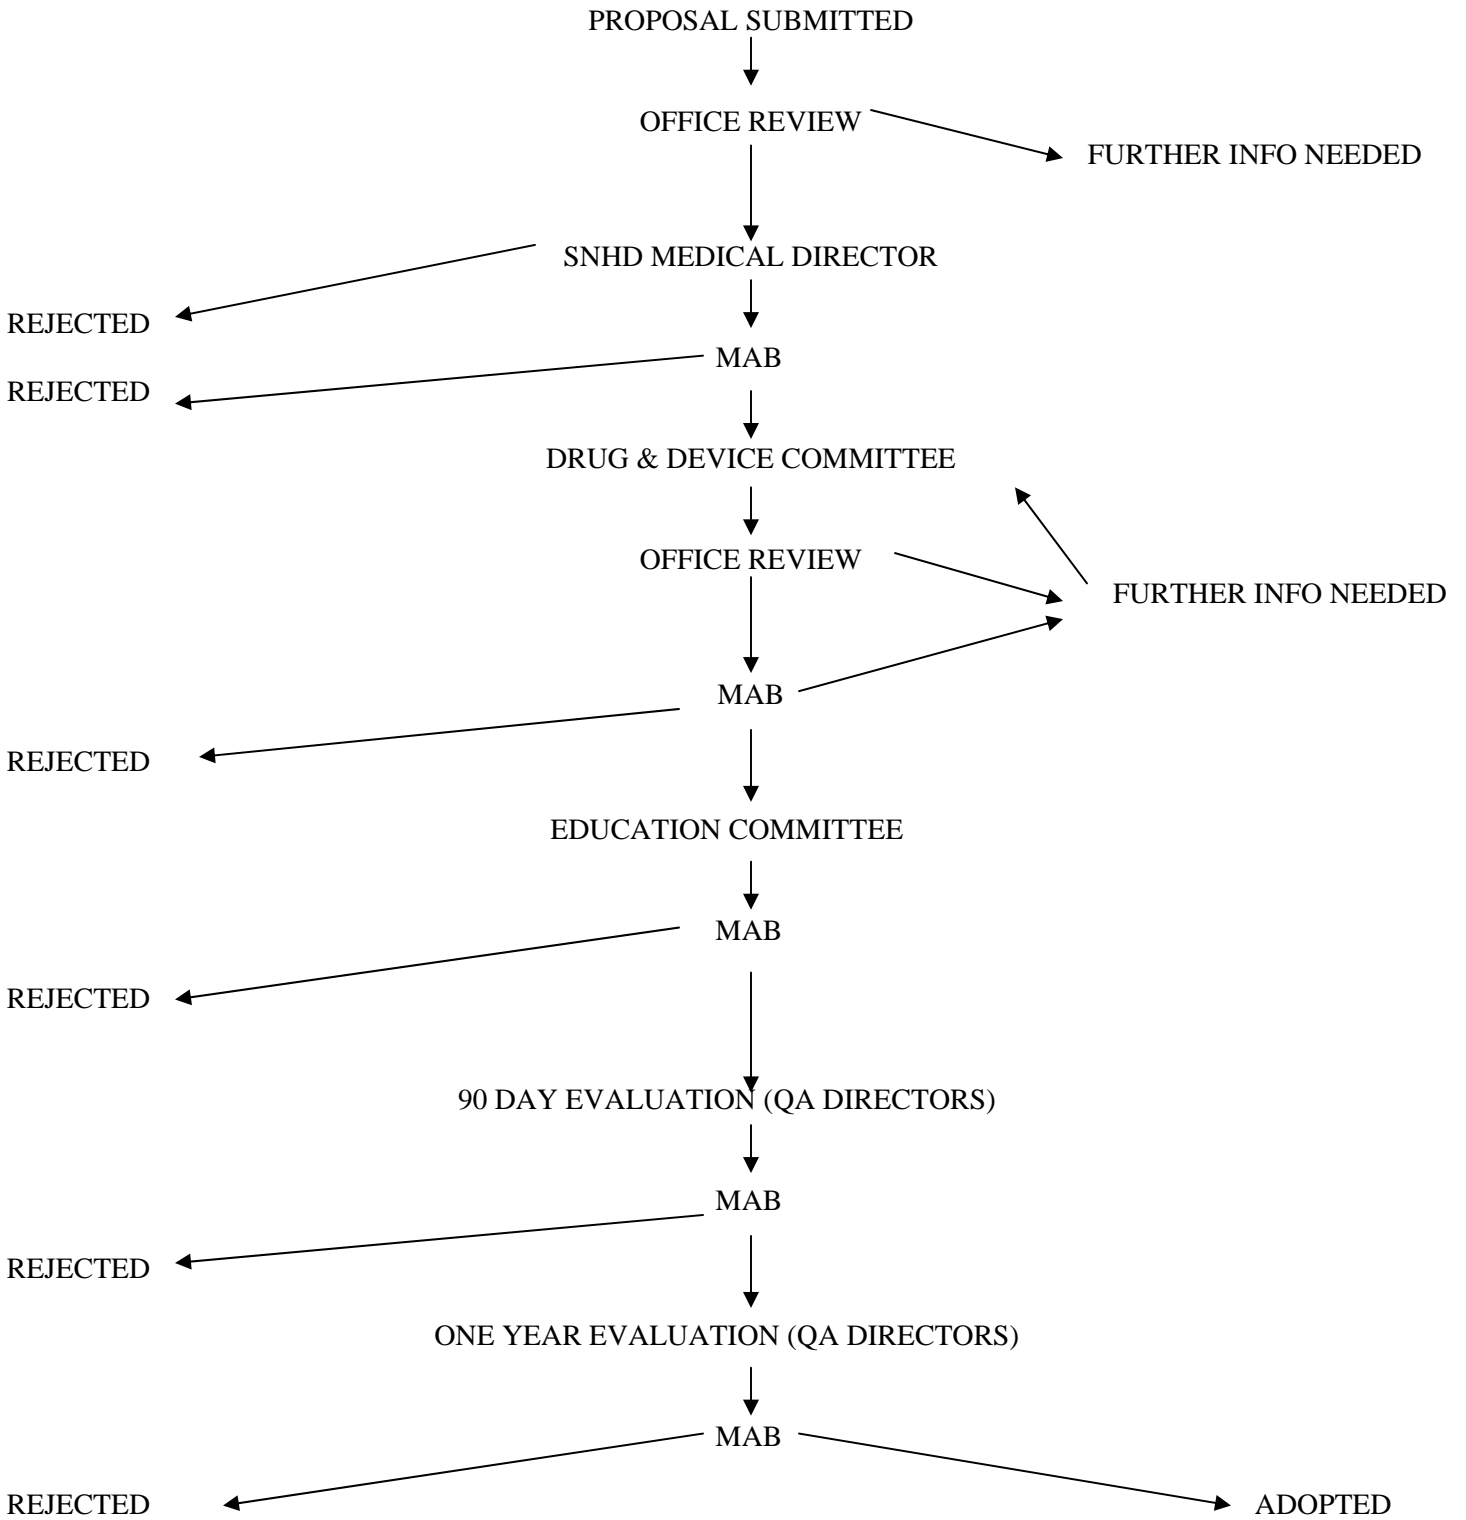 PROPOSAL SUBMITTED
OFFICE REVIEW
FURTHER INFO NEEDED
SNHD MEDICAL DIRECTOR
REJECTED
MAB
REJECTED
DRUG & DEVICE COMMITTEE
OFFICE REVIEW
FURTHER INFO NEEDED
MAB
REJECTED
EDUCATION COMMITTEE
MAB
REJECTED
90 DAY EVALUATION (QA DIRECTORS)
MAB
REJECTED
ONE YEAR EVALUATION (QA DIRECTORS)
MAB
REJECTED
ADOPTED